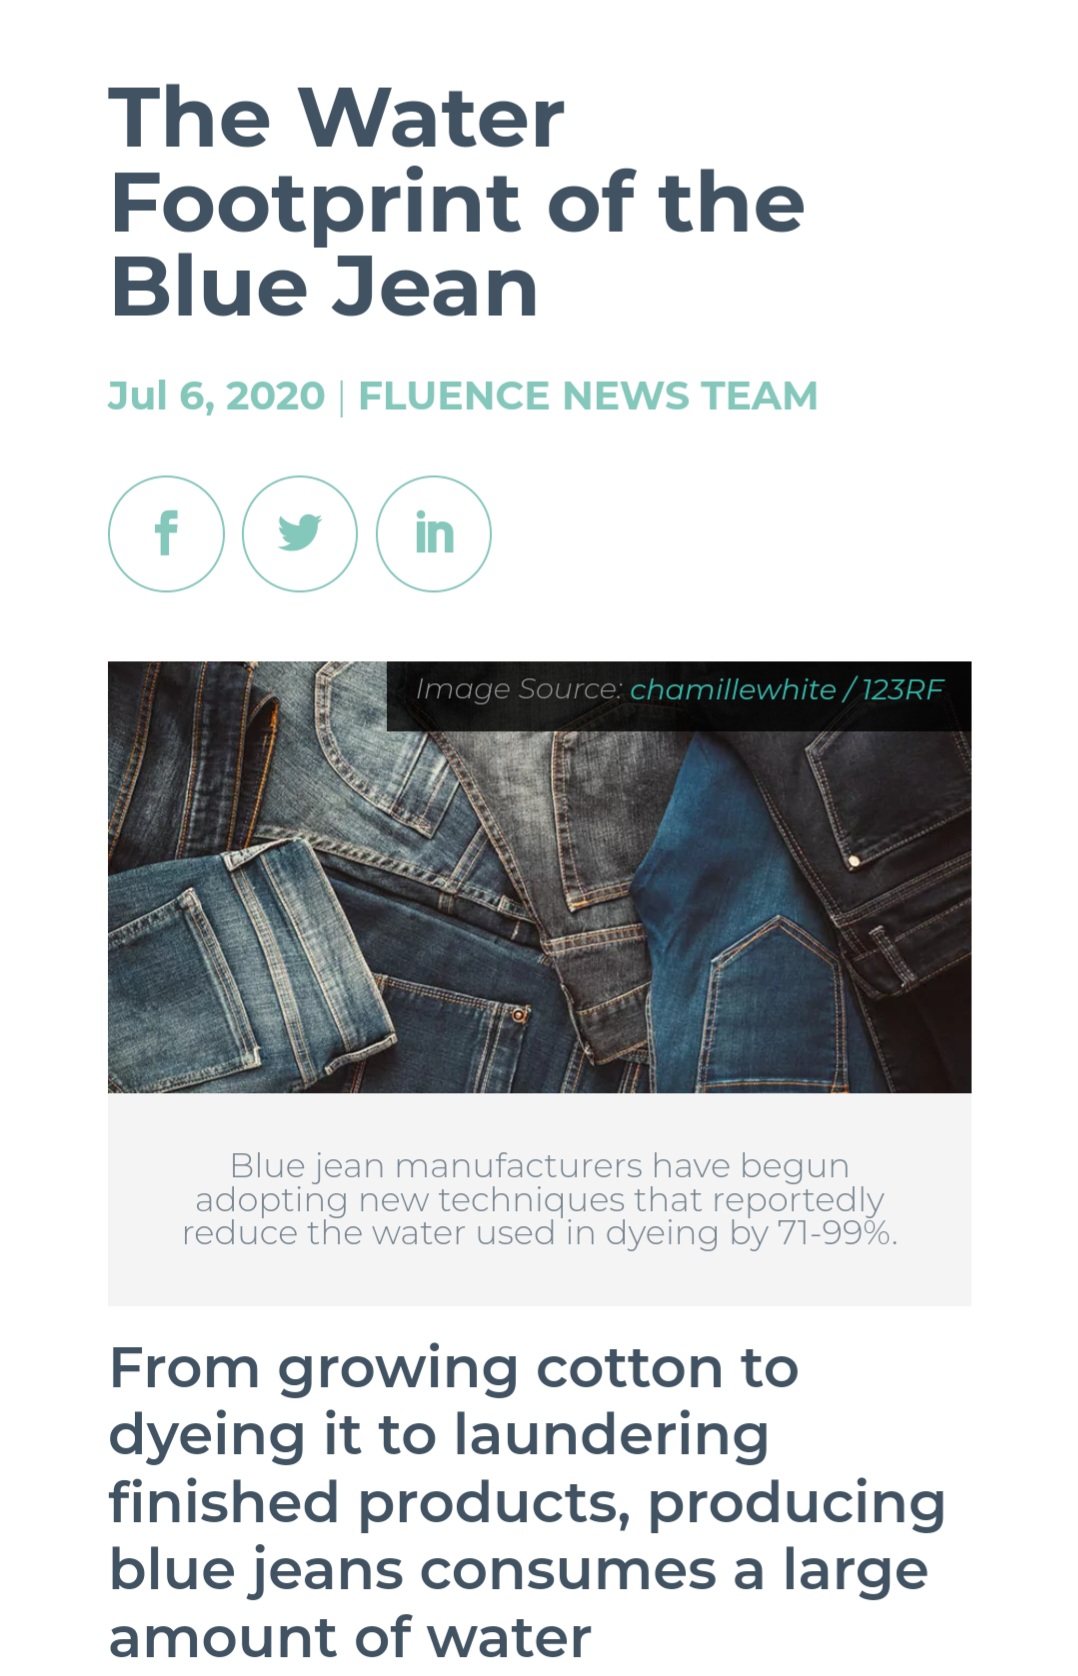 The Water
Footprint of the
Blue Jean
Jul 6, 2020 | FLUENCE NEWS TEAM
f
in
Image Source: chamillewhite / 123RF
Blue jean manufacturers have begun
adopting new techniques that reportedly
reduce the water used in dyeing by 71-99%.
From growing cotton to
dyeing it to laundering
finished products, producing
blue jeans consumes a large
amount of water